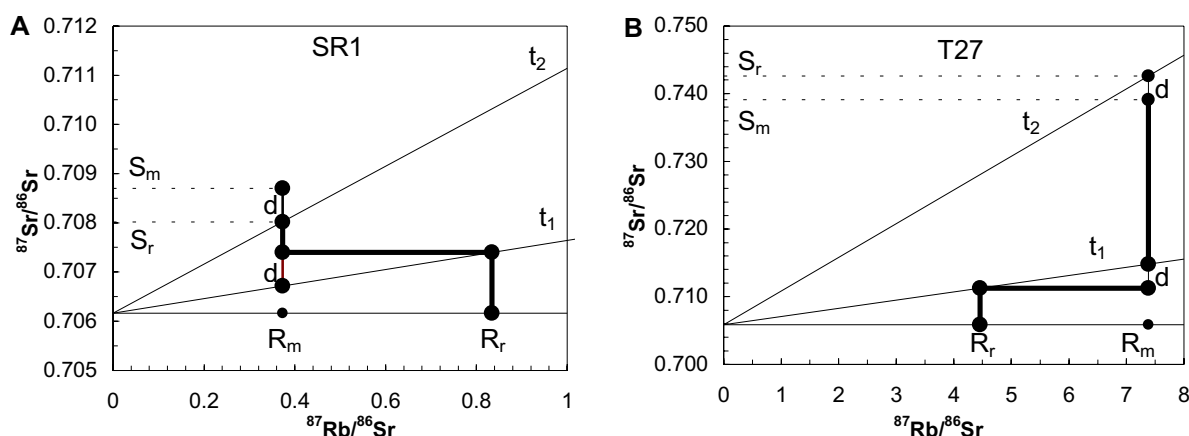 A
SR1
0.712
0.711
0.710
0.709
0.708
0.707
0.706
0.705
87Sr/86Sr
t2
t1
Sm
Sr
d
d
Rm
Rr
0
0.2
0.4
0.6
0.8
1
87Rb/86Sr
B
T27
0.750
0.740
0.730
0.720
0.710
0.700
87Sr/86Sr
Sr
Sm
d
t2
t1
d
Rr
Rm
0 1 2 3 4 5 6 7 8
87Rb/86Sr